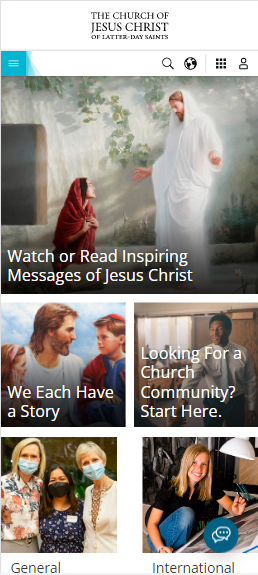 THE CHURCH OF
JESUS CHRIST
OF LATTER-DAY SAINTS
Watch or Read Inspiring
Messages of Jesus Christ
We Each Have
a Story
Looking For a
Church
Community?
Start Here.
General
International